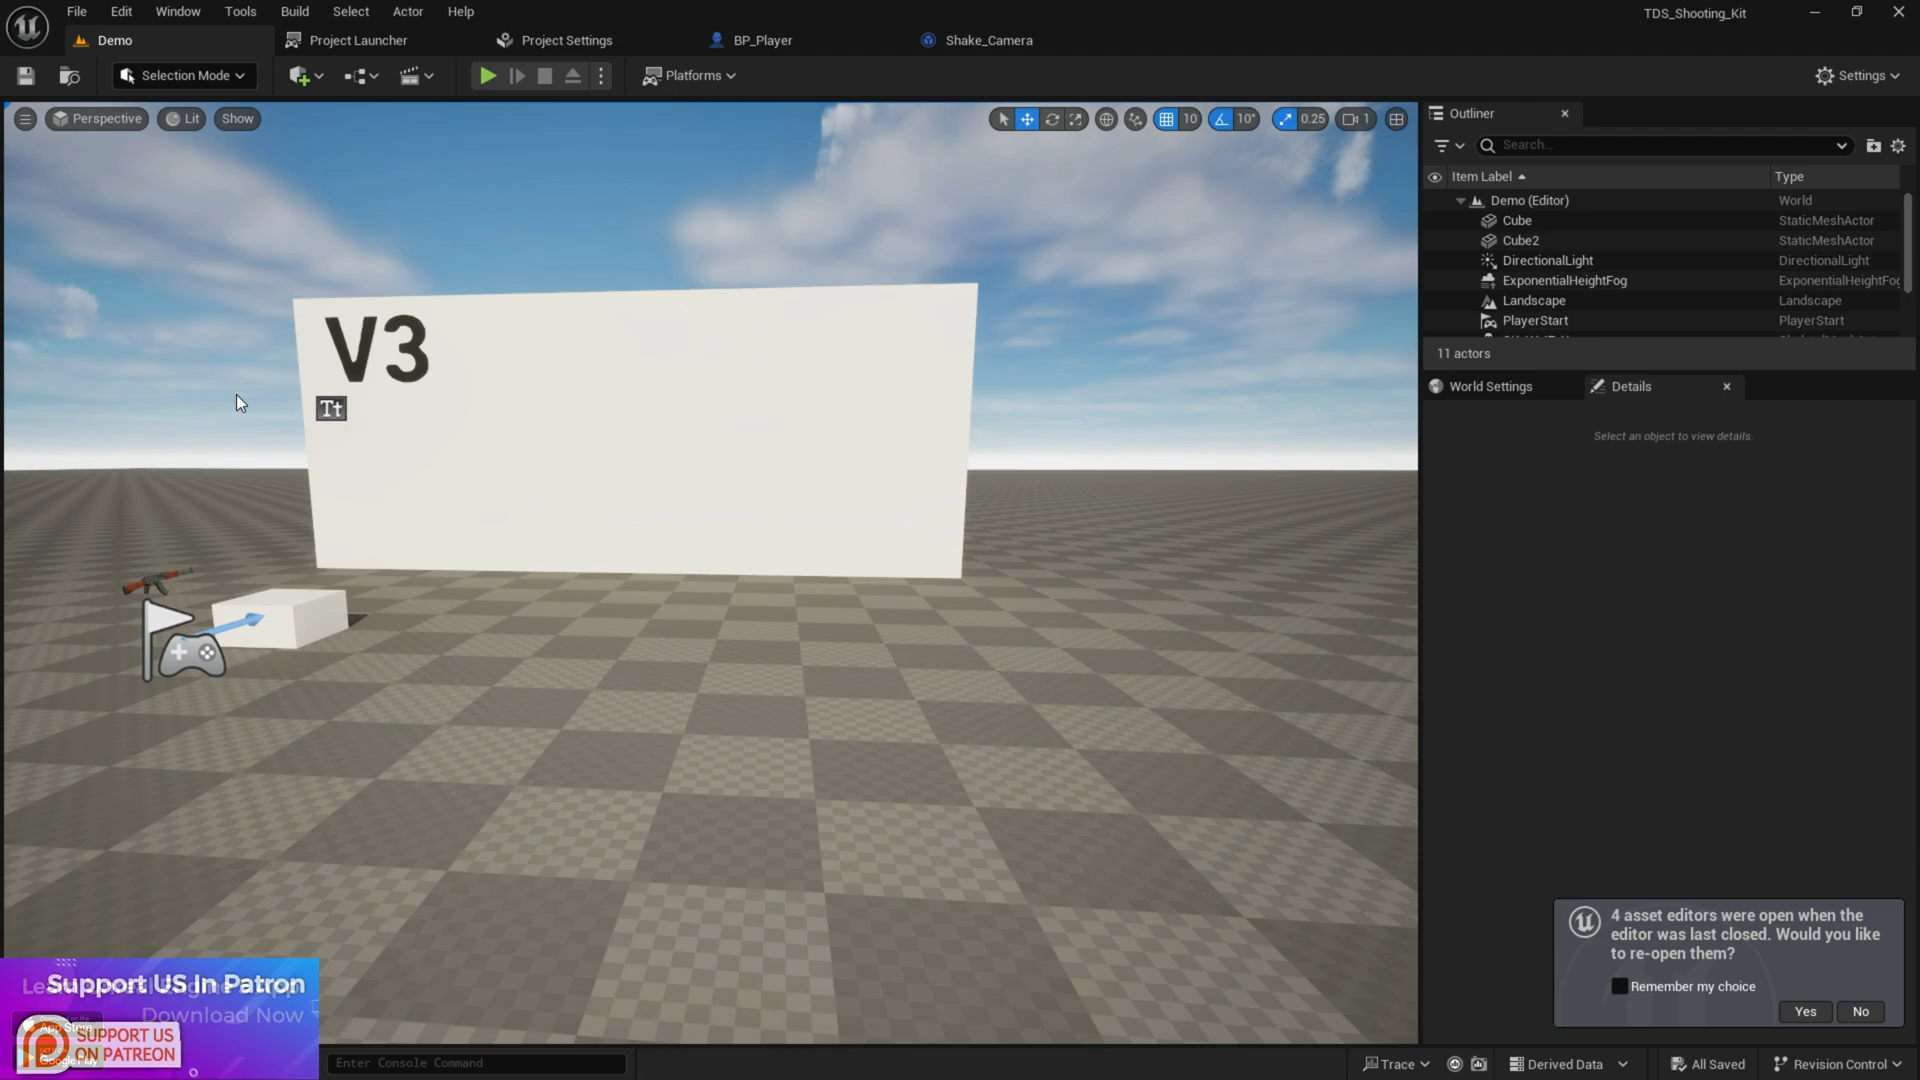 File Edit Window Tools Build Select Actor Help
TDS_Shooting_Kit
Demo
Project Launcher
Project Settings
BP_Player
Shake_Camera
Selection Mode
Platforms
Settings
Perspective
Lit
Show
10
10°
0.25
1
Outliner
Search...
Item Label
Type
Demo (Editor)
World
Cube
StaticMeshActor
Cube2
StaticMeshActor
DirectionalLight
DirectionalLight
ExponentialHeightFog
ExponentialHeightFog
Landscape
Landscape
PlayerStart
PlayerStart
11 actors
World Settings
Details
Select an object to view details.
V3
Tt
4 asset editors were open when the
editor was last closed. Would you like
to re-open them?
Remember my choice
Yes
No
Support US In Patron
Download Now
App Store
SUPPORT US
ON PATREON
Google Play
Enter Console Command
Trace
Derived Data
All Saved
Revision Control